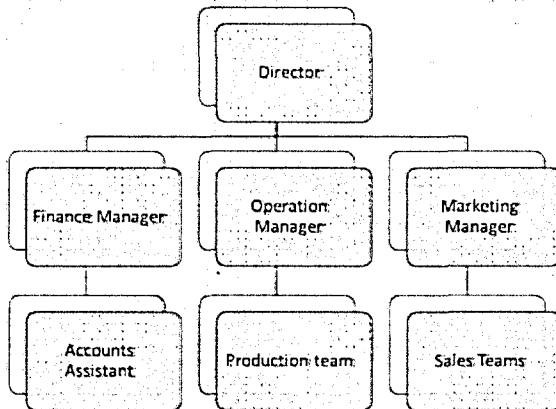 Director
Finance Manager
Operation
Manager
Marketing
Manager
Accounts
Assistant
Production team
Sales Teams